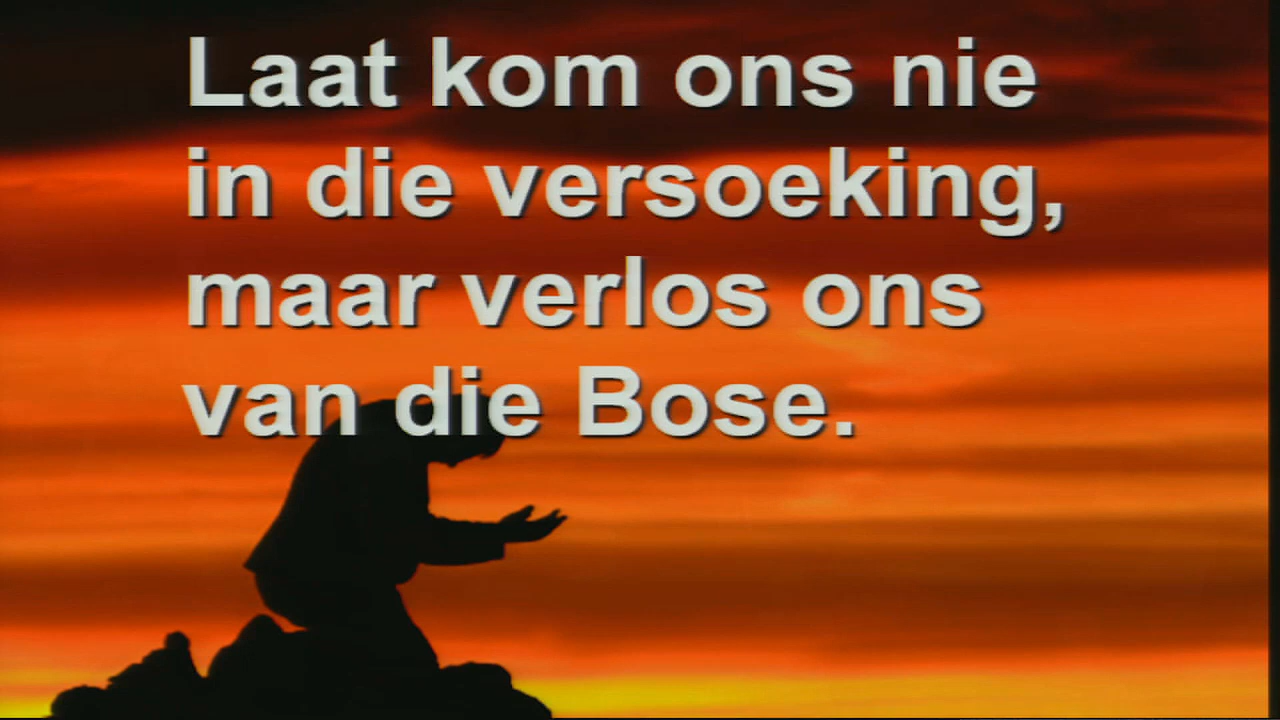 Laat kom ons nie
in die versoeking,
maar verlos ons
van die Bose.